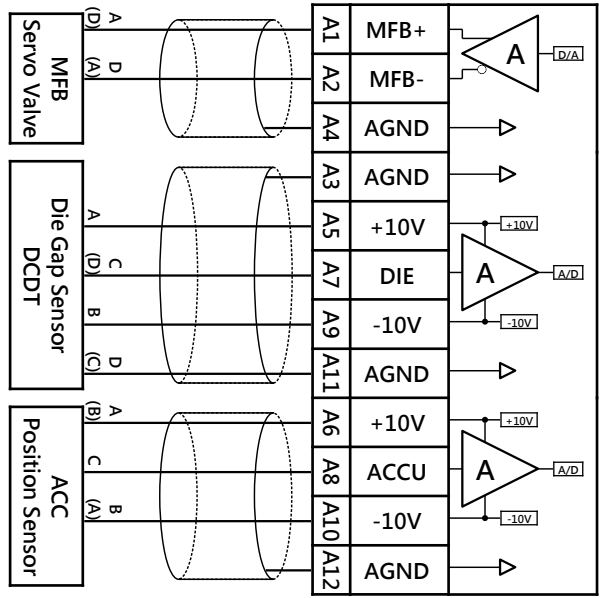 MFB
Servo Valve
A
(D)
D
(A)
A1 MFB+
A2 MFB-
A4 AGND
A
D/A
Die Gap Sensor
DCDT
A
C
(D)
B
D
(C)
A3 AGND
A5 +10V
A7 DIE
A9 -10V
A11 AGND
+10V
A
A/D
-10V
ACC
Position Sensor
A
(B)
C
B
(A)
A6 +10V
A8 ACCU
A10 -10V
A12 AGND
+10V
A
A/D
-10V